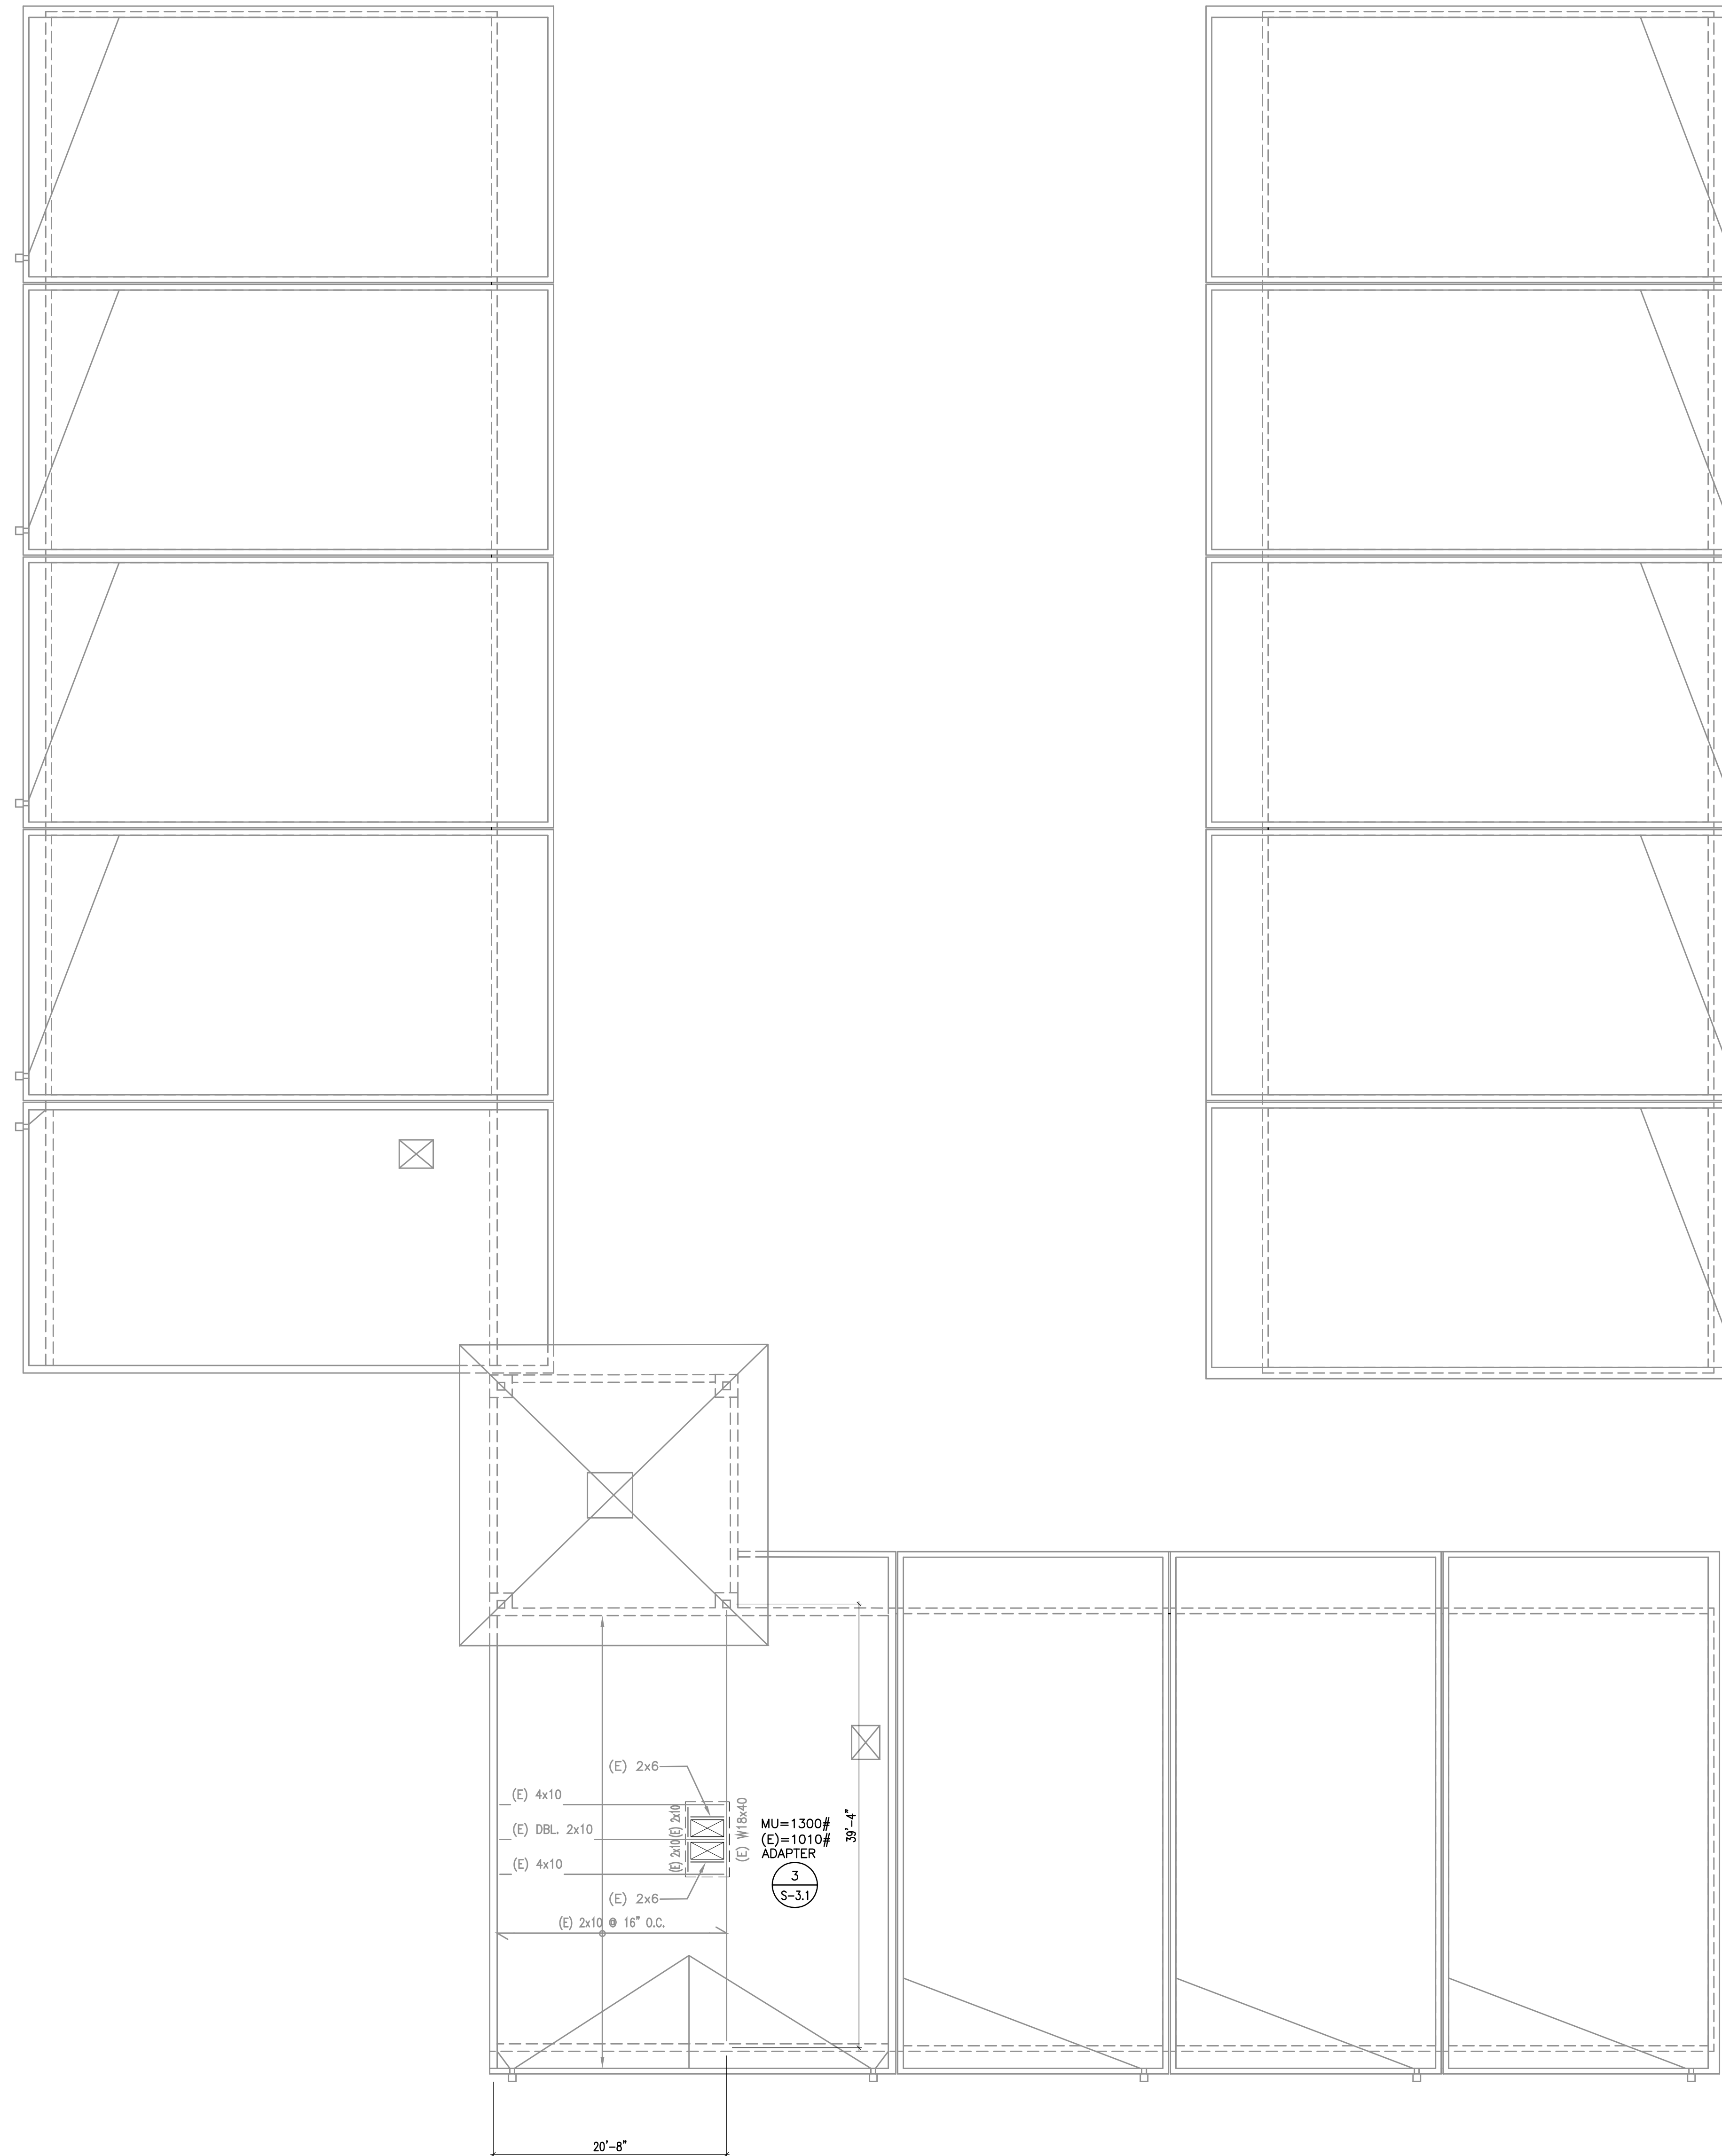 (E) 2x6
(E) 4x10
(E) 2x10
(E) W18x40
MU=1300#
(E)=1010#
ADAPTER
39'-4"
(E) DBL. 2x10
(E) 2x10
(E) 4x10
3
S-3.1
(E) 2x6
(E) 2x10 @ 16" O.C.
20'-8"